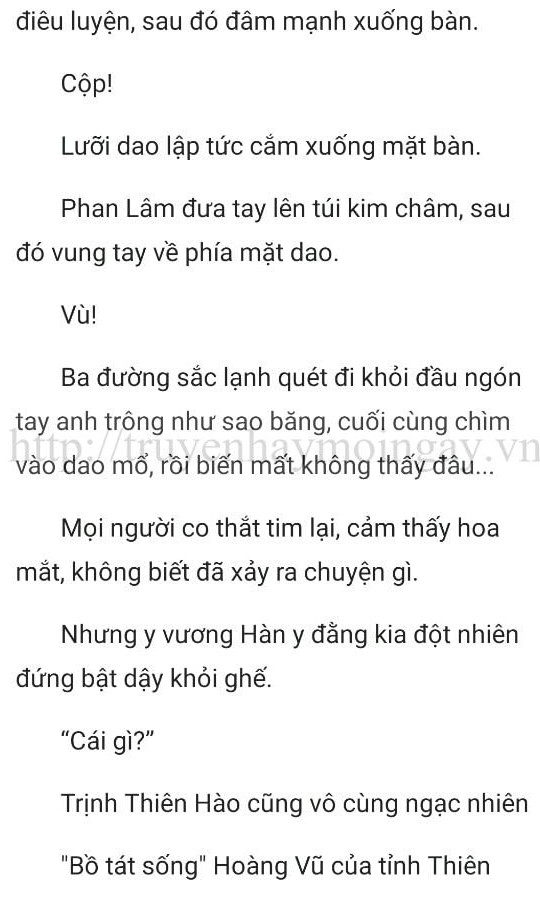 điêu luyện, sau đó đâm mạnh xuống bàn.
Cộp!
Lưỡi dao lập tức cắm xuống mặt bàn.
Phan Lâm đưa tay lên túi kim châm, sau
đó vung tay về phía mặt dao.
Vù!
Ba đường sắc lạnh quét đi khỏi đầu ngón
tay anh trông như sao băng, cuối cùng chìm
http://truyenhaymoingay.vn
vào dao mổ, rồi biến mất không thấy đâu...
Mọi người co thắt tim lại, cảm thấy hoa
mắt, không biết đã xảy ra chuyện gì.
Nhưng y vương Hàn y đằng kia đột nhiên
đứng bật dậy khỏi ghế.
“Cái gì?”
Trịnh Thiên Hào cũng vô cùng ngạc nhiên
"Bồ tát sống" Hoàng Vũ của tỉnh Thiên